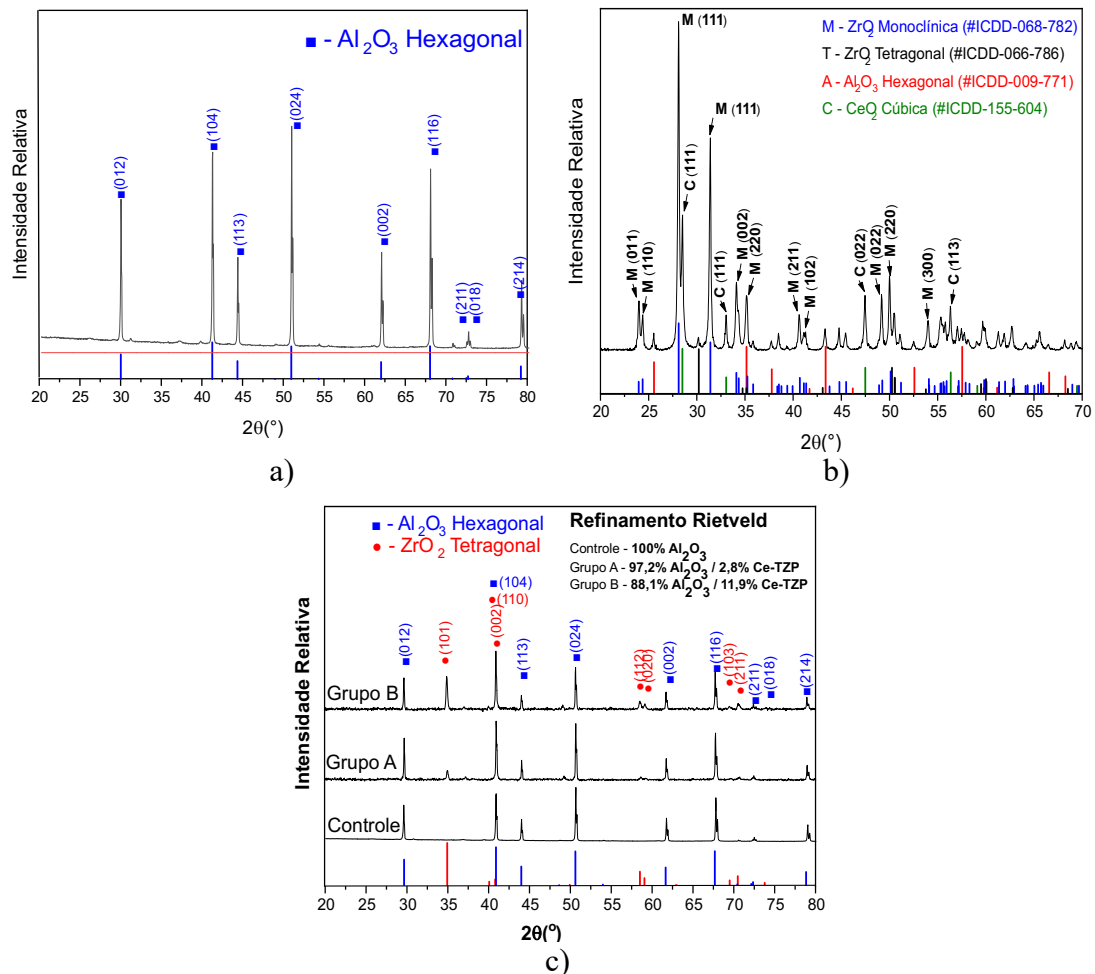 ■ - Al2O3 Hexagonal
Intensidade Relativa
(012)
(104)
(113)
(024)
(002)
(116)
(211)
(018)
(214)
20 25 30 35 40 45 50 55 60 65 70 75 80
2θ(°)
a)
M - ZrO2 Monoclínica (#ICDD-068-782)
T - ZrO2 Tetragonal (#ICDD-066-786)
A - Al2O3 Hexagonal (#ICDD-009-771)
C - CeO2 Cúbica (#ICDD-155-604)
Intensidade Relativa
M (011)
M (110)
M (111)
C (111)
M (111)
C (111)
M (002)
M (220)
M (211)
M (102)
C (022)
M (022)
M (220)
M (300)
C (113)
20 25 30 35 40 45 50 55 60 65 70
2θ(°)
b)
■ - Al2O3 Hexagonal
● - ZrO2 Tetragonal
Refinamento Rietveld
Controle - 100% Al2O3
Grupo A - 97,2% Al2O3 / 2,8% Ce-TZP
Grupo B - 88,1% Al2O3 / 11,9% Ce-TZP
Intensidade Relativa
(012)
(101)
■ (104)
● (110)
(002)
(113)
(024)
(112)
(020)
(002)
(116)
(103)
(211)
(211)
(018)
(214)
Grupo B
Grupo A
Controle
20 25 30 35 40 45 50 55 60 65 70 75 80
2θ(°)
c)